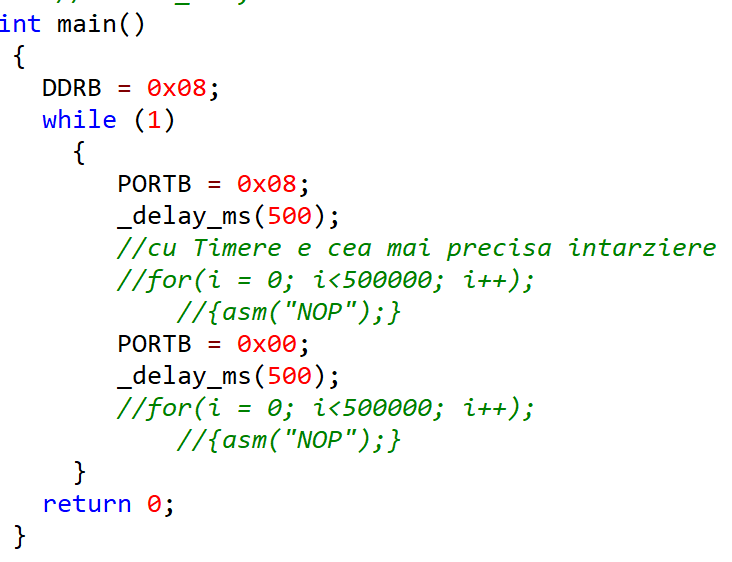 int main()
{
DDRB = 0x08;
while (1)
{
PORTB = 0x08;
_delay_ms(500);
//cu Timere e cea mai precisa intarziere
//for(i = 0; i<500000; i++);
//{asm("NOP");}
PORTB = 0x00;
_delay_ms(500);
//for(i = 0; i<500000; i++);
//{asm("NOP");}
}
return 0;
}